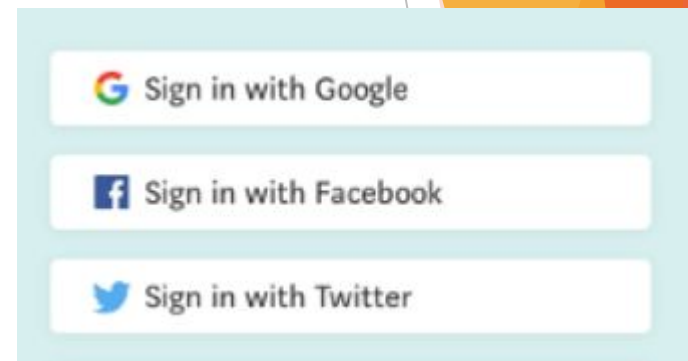 Sign in with Google
Sign in with Facebook
Sign in with Twitter